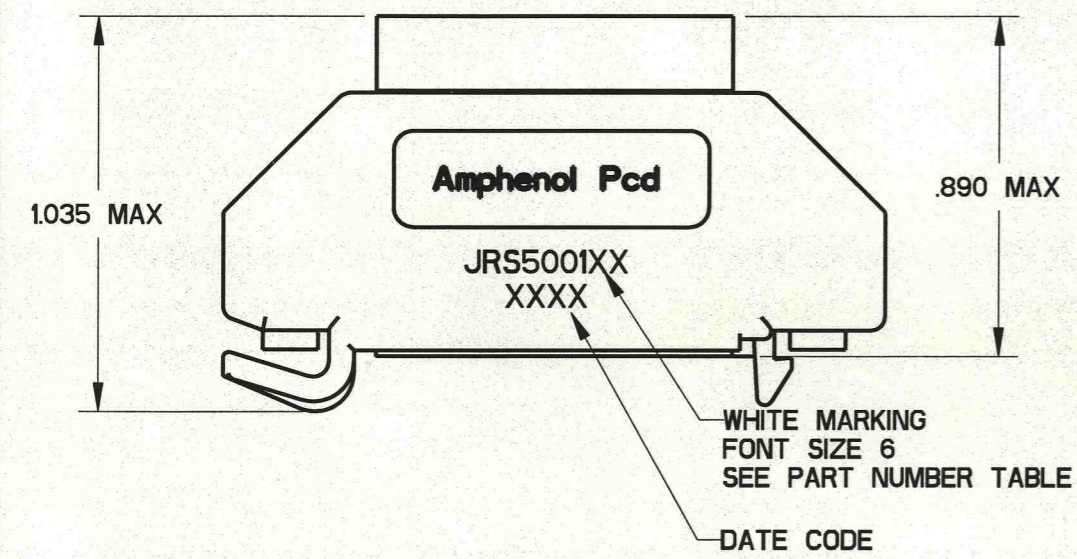 1.035 MAX
.890 MAX
Amphenol Pcd
JRS5001XX
XXXX
WHITE MARKING
FONT SIZE 6
SEE PART NUMBER TABLE
DATE CODE